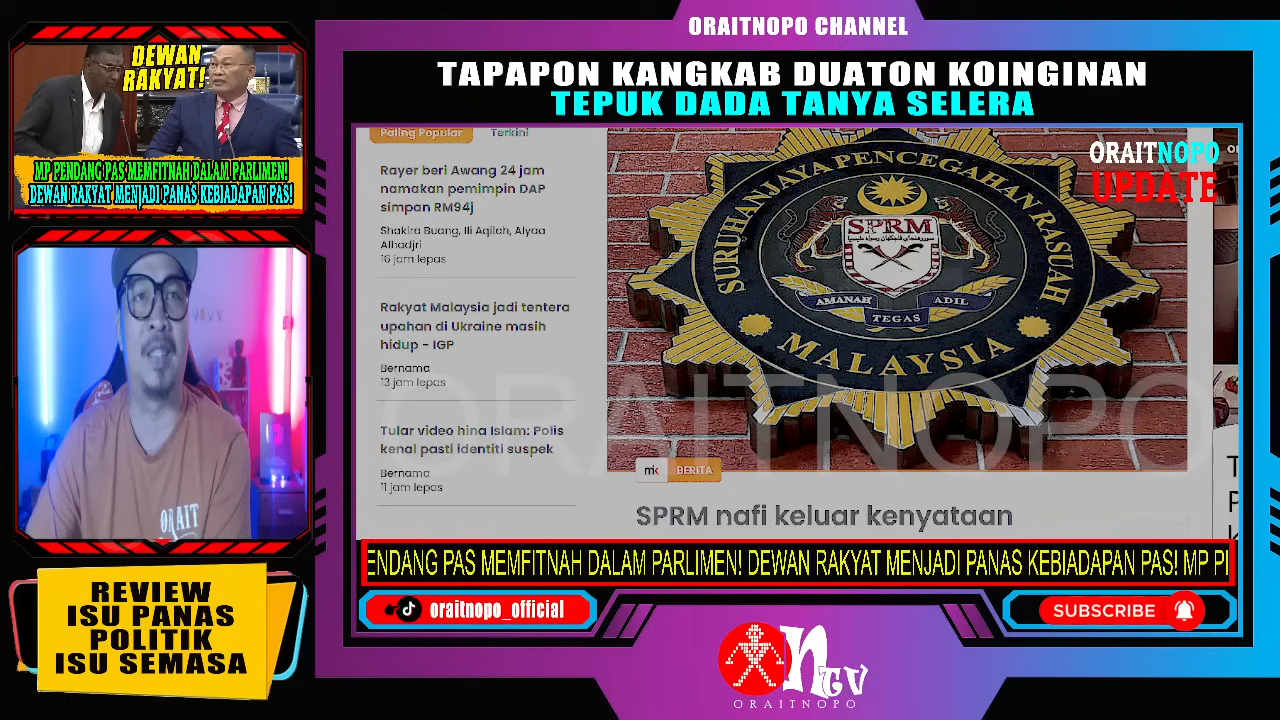 ORAITNOPO CHANNEL
TAPAPON KANGKAB DUATON KOINGINAN
TEPUK DADA TANYA SELERA
DEWAN
RAKYAT!
MP PENDANG PAS MEMFITNAH DALAM PARLIMEN!
DEWAN RAKYAT MENJADI PANAS KEBIADAPAN PAS!
ORAIT
REVIEW
ISU PANAS
POLITIK
ISU SEMASA
Paling Popular
Terkini
Rayer beri Awang 24 jam
namakan pemimpin DAP
simpan RM94j
Shakira Buang, Ili Aqilah, Alyaa
Alhadjri
16 jam lepas
Rakyat Malaysia jadi tentera
upahan di Ukraine masih
hidup - IGP
Bernama
13 jam lepas
Tular video hina Islam: Polis
kenal pasti identiti suspek
Bernama
11 jam lepas
SURUHANJAYA PENCEGAHAN RASUAH
SPRM
AMANAH
ADIL
TEGAS
MALAYSIA
ORAITNOPO
UPDATE
ORAITNOPO
mk BERITA
SPRM nafi keluar kenyataan
ENDANG PAS MEMFITNAH DALAM PARLIMEN! DEWAN RAKYAT MENJADI PANAS KEBIADAPAN PAS! MP PI
oraitnopo_official
SUBSCRIBE
nTV
ORAITNOPO